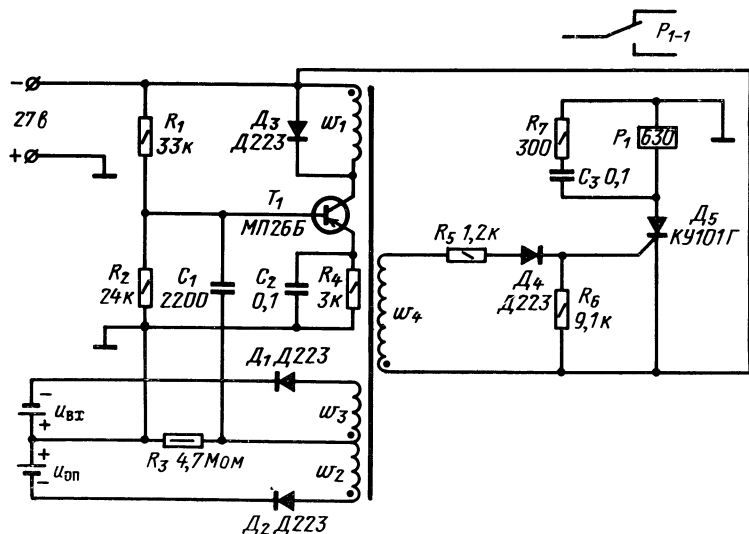 P₁₋₁
− ø
27в
+ ø
R₁
33к
Д₃
Д223
w₁
R₇
300
P₁ 630
C₃ 0,1
T₁
МП26Б
Д₅
КУ101Г
R₅ 1,2к
R₂
24к
C₁
2200
C₂
0,1
R₄
3к
w₄
Д₄
Д223
R₆
9,1к
Д₁ Д223
−
uвх
+
w₃
R₃ 4,7Мом
+
uоп
−
w₂
Д₂ Д223